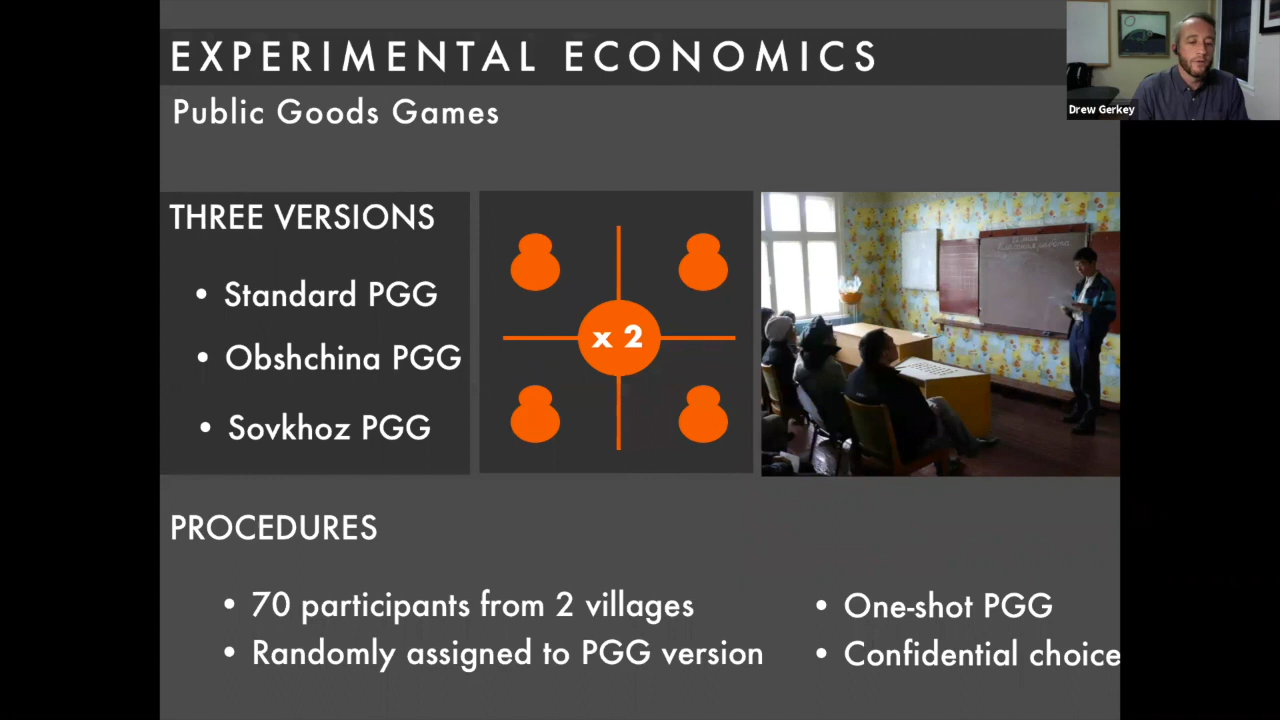 EXPERIMENTAL ECONOMICS
Public Goods Games
Drew Gerkey
THREE VERSIONS
• Standard PGG
• Obshchina PGG
• Sovkhoz PGG
x 2
PROCEDURES
• 70 participants from 2 villages
• Randomly assigned to PGG version
• One-shot PGG
• Confidential choice